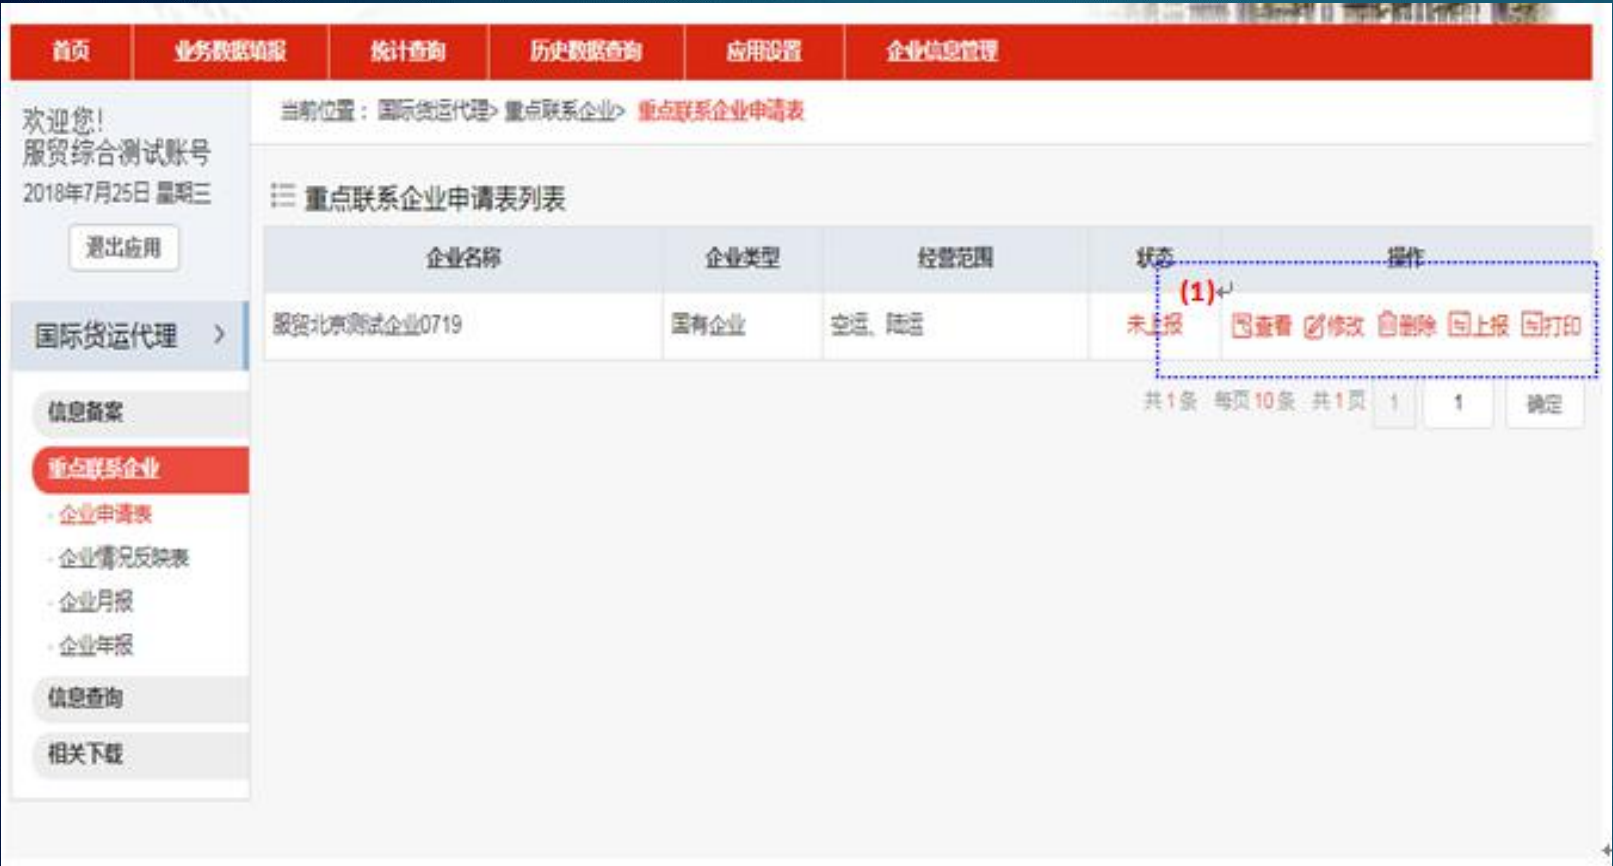 首页 业务数据填报 统计查询 历史数据查询 应用设置 企业信息管理
欢迎您!
服贸综合测试账号
2018年7月25日 星期三
退出应用
国际货运代理 >
信息备案
重点联系企业
· 企业申请表
· 企业情况反映表
· 企业月报
· 企业年报
信息查询
相关下载
当前位置: 国际货运代理> 重点联系企业> 重点联系企业申请表
重点联系企业申请表列表
企业名称 企业类型 经营范围 状态 操作
(1)
服贸北京测试企业0719 国有企业 空运、陆运 未上报 查看 修改 删除 上报 打印
共1条 每页10条 共1页 1 1 确定